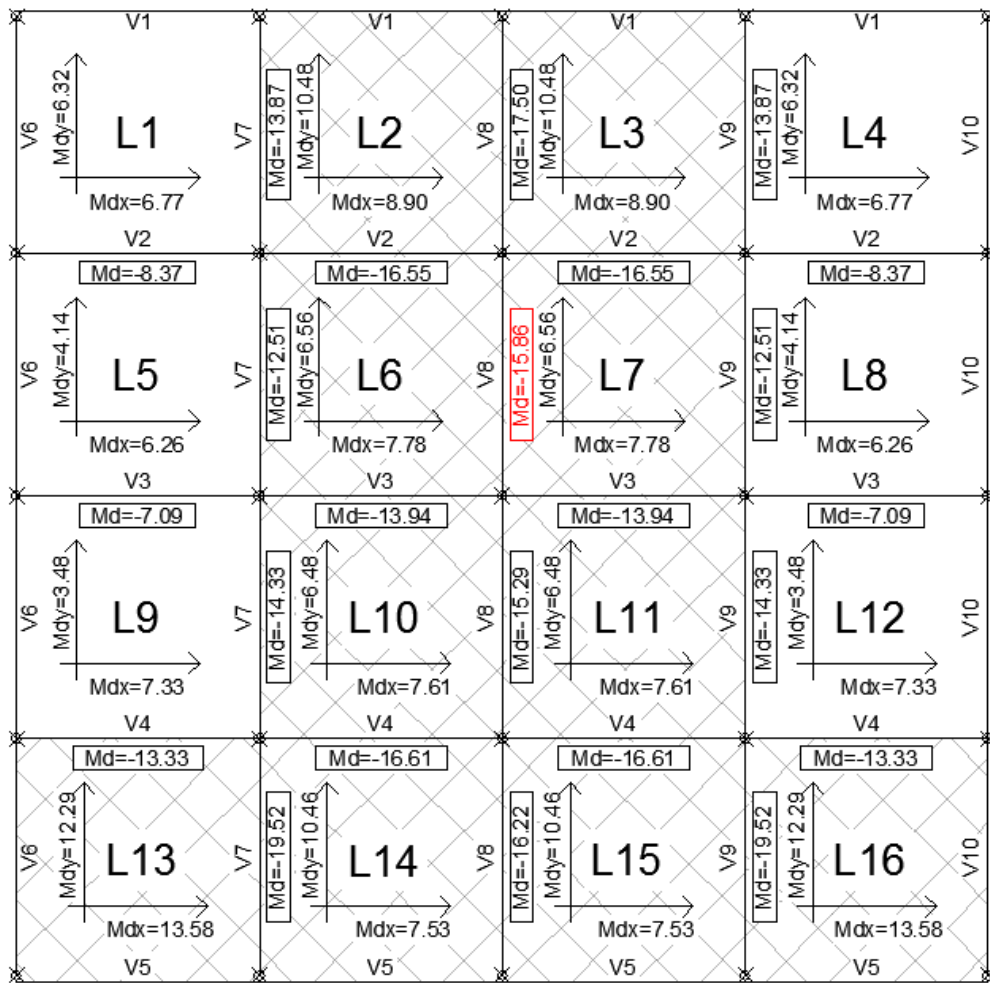 V1 V1 V1 V1
V6 Mdy=6.32 L1 V7 Md=-13.87 Mdy=10.48 L2 V8 Md=-17.50 Mdy=10.48 L3 V9 Md=-13.87 Mdy=6.32 L4 V10
Mdx=6.77 Mdx=8.90 Mdx=8.90 Mdx=6.77
V2 V2 V2 V2
Md=-8.37 Md=-16.55 Md=-16.55 Md=-8.37
V6 Mdy=4.14 L5 V7 Md=-12.51 Mdy=6.56 L6 V8 Md=-15.86 Mdy=6.56 L7 V9 Md=-12.51 Mdy=4.14 L8 V10
Mdx=6.26 Mdx=7.78 Mdx=7.78 Mdx=6.26
V3 V3 V3 V3
Md=-7.09 Md=-13.94 Md=-13.94 Md=-7.09
V6 Mdy=3.48 L9 V7 Md=-14.33 Mdy=6.48 L10 V8 Md=-15.29 Mdy=6.48 L11 V9 Md=-14.33 Mdy=3.48 L12 V10
Mdx=7.33 Mdx=7.61 Mdx=7.61 Mdx=7.33
V4 V4 V4 V4
Md=-13.33 Md=-16.61 Md=-16.61 Md=-13.33
V6 Mdy=12.29 L13 V7 Md=-19.52 Mdy=10.46 L14 V8 Md=-16.22 Mdy=10.46 L15 V9 Md=-19.52 Mdy=12.29 L16 V10
Mdx=13.58 Mdx=7.53 Mdx=7.53 Mdx=13.58
V5 V5 V5 V5